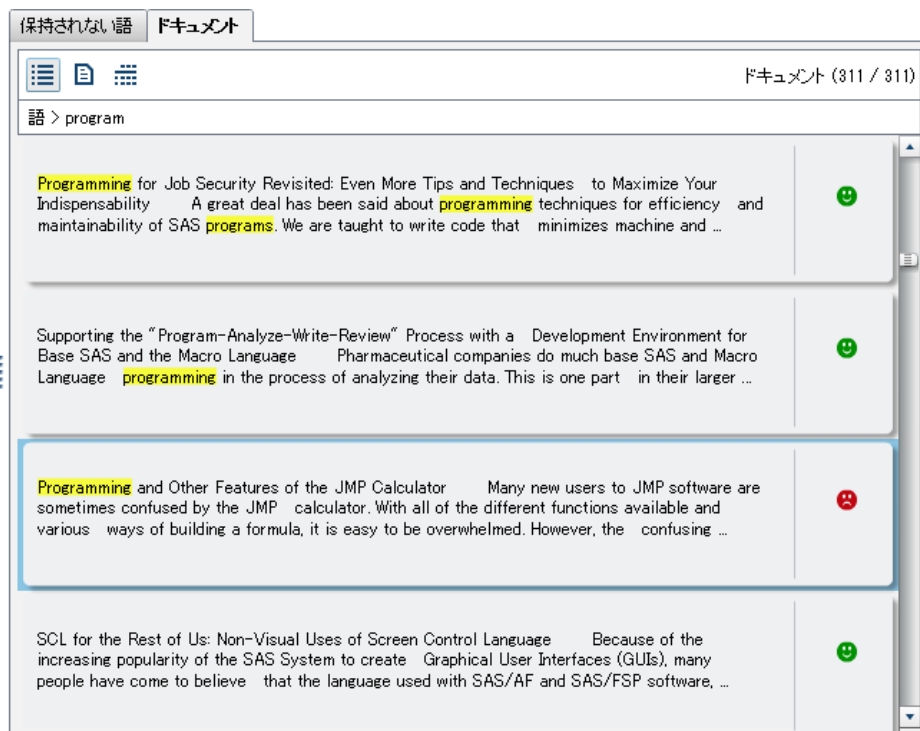 保持されない語 ドキュメント
ドキュメント (311 / 311)
語 > program
Programming for Job Security Revisited: Even More Tips and Techniques to Maximize Your
Indispensability A great deal has been said about programming techniques for efficiency and
maintainability of SAS programs. We are taught to write code that minimizes machine and ...
Supporting the "Program-Analyze-Write-Review" Process with a Development Environment for
Base SAS and the Macro Language Pharmaceutical companies do much base SAS and Macro
Language programming in the process of analyzing their data. This is one part in their larger ...
Programming and Other Features of the JMP Calculator Many new users to JMP software are
sometimes confused by the JMP calculator. With all of the different functions available and
various ways of building a formula, it is easy to be overwhelmed. However, the confusing ...
SCL for the Rest of Us: Non-Visual Uses of Screen Control Language Because of the
increasing popularity of the SAS System to create Graphical User Interfaces (GUIs), many
people have come to believe that the language used with SAS/AF and SAS/FSP software, ...